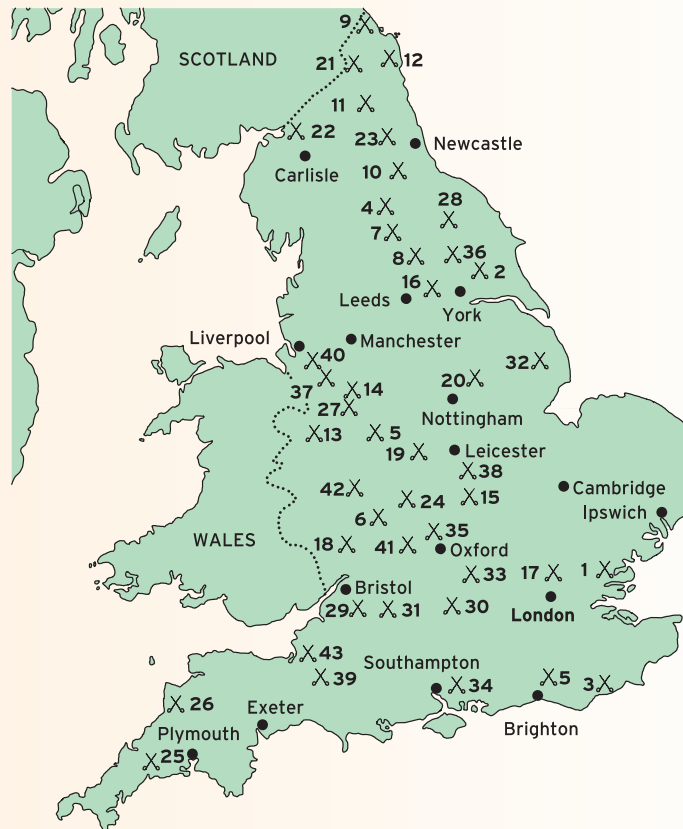 9
SCOTLAND
21
12
11
22
23
Newcastle
Carlisle
10
4
28
7
8
36
2
16
Leeds
York
Liverpool
Manchester
40
32
37
14
20
27
Nottingham
13
5
19
Leicester
38
42
24
15
Cambridge
6
Ipswich
35
WALES
18
41
Oxford
33
17
1
Bristol
29
31
30
London
43
Southampton
39
34
5
3
26
Exeter
Brighton
Plymouth
25